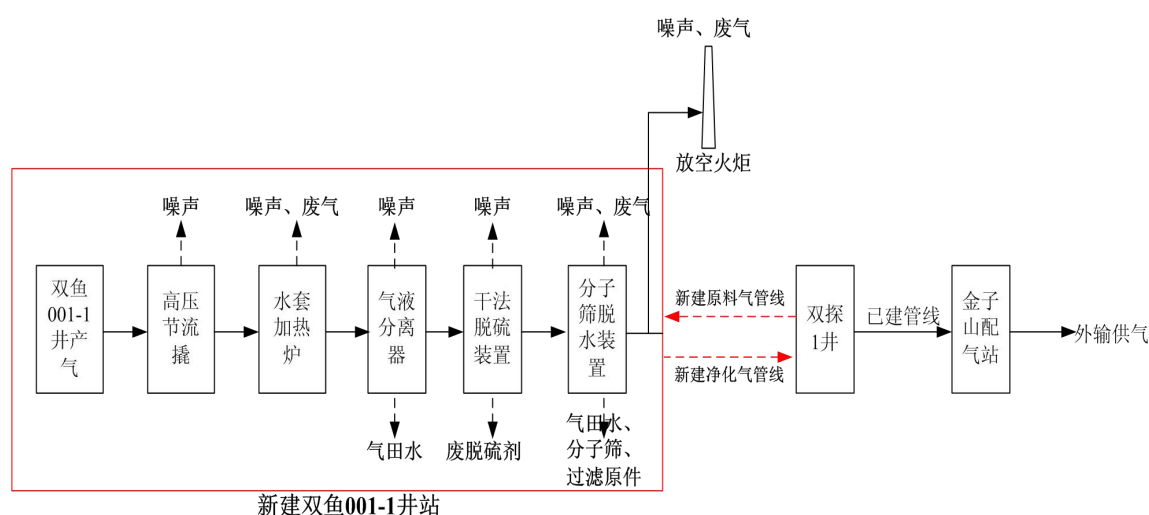 噪声、废气
放空火炬
噪声
噪声、废气
噪声
噪声
噪声、废气
双鱼
001-1
井产
气
高压
节流
撬
水套
加热
炉
气液
分离
器
干法
脱硫
装置
分子
筛脱
水装
置
新建原料气管线
新建净化气管线
双探
1井
已建管线
金子
山配
气站
外输供气
气田水
废脱硫剂
气田水、
分子筛、
过滤原件
新建双鱼001-1井站